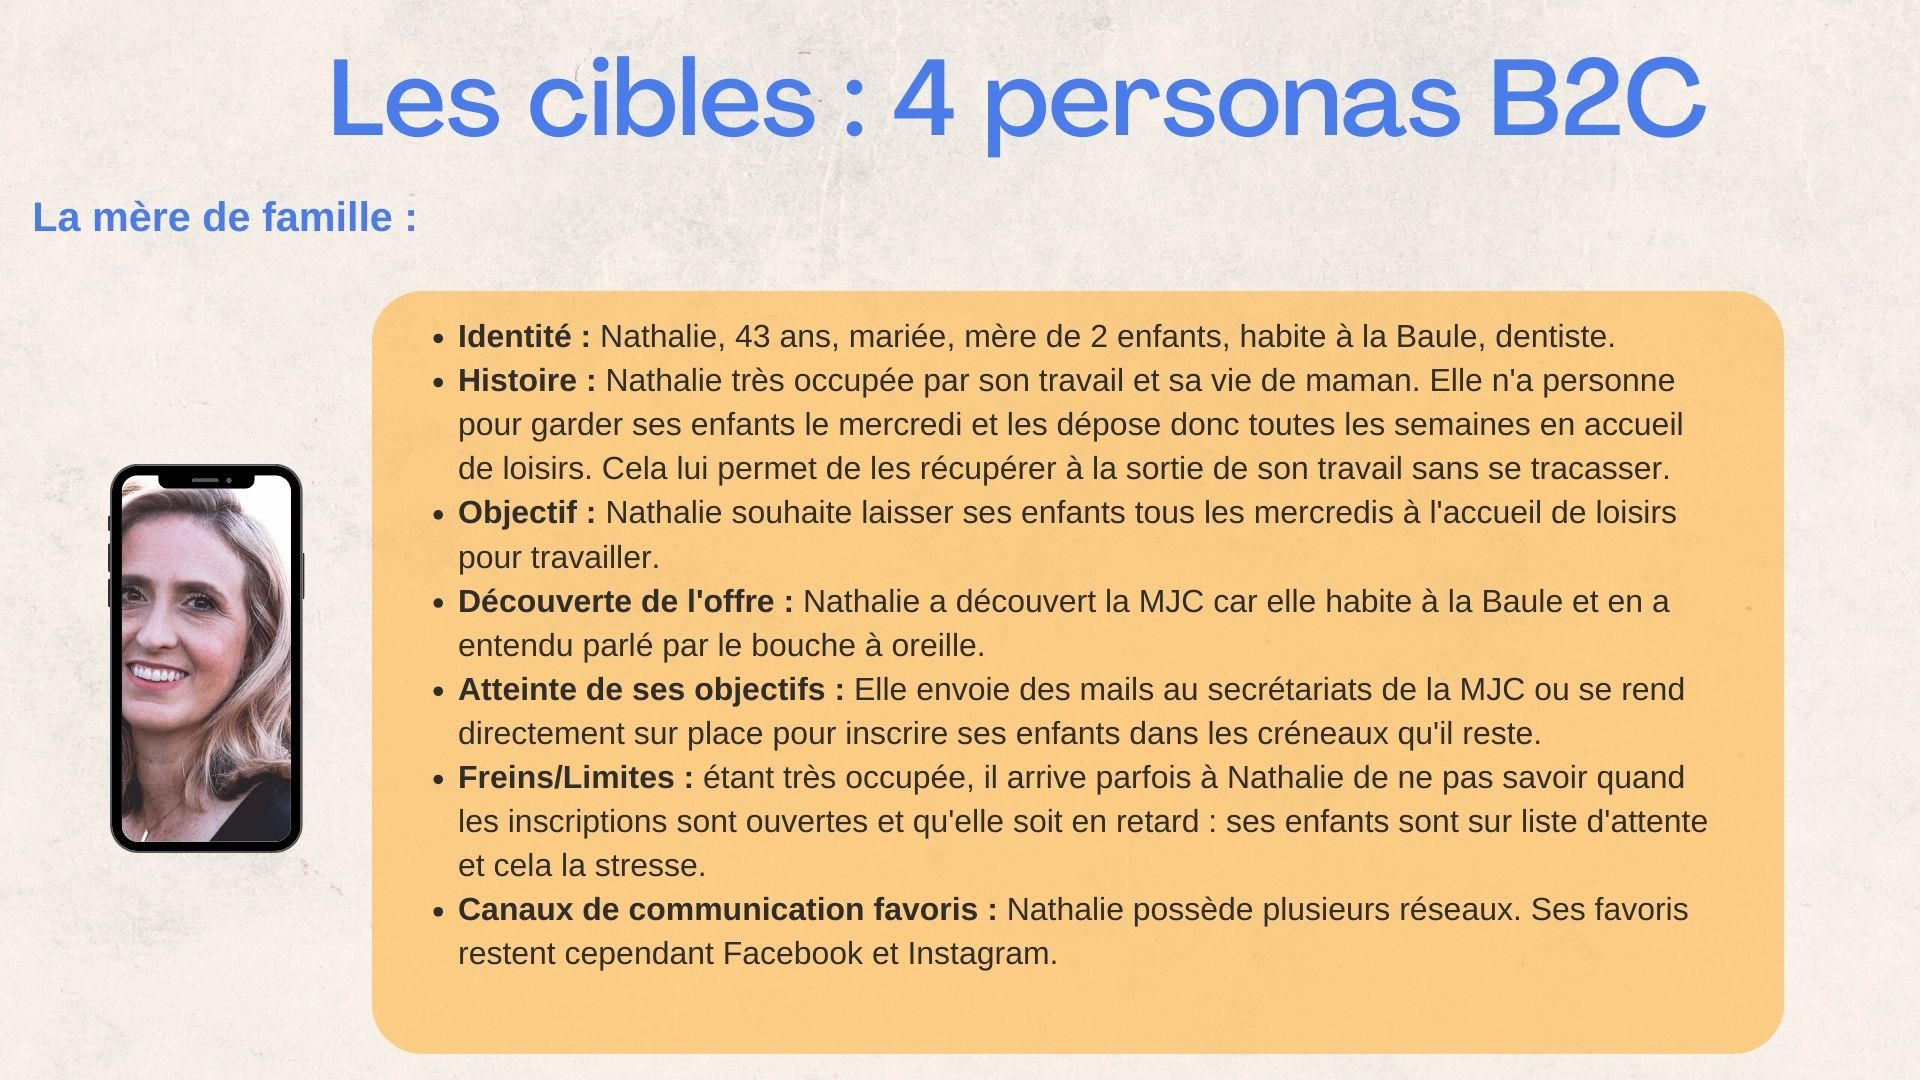 Les cibles : 4 personas B2C
La mère de famille :
• Identité : Nathalie, 43 ans, mariée, mère de 2 enfants, habite à la Baule, dentiste.
• Histoire : Nathalie très occupée par son travail et sa vie de maman. Elle n'a personne
pour garder ses enfants le mercredi et les dépose donc toutes les semaines en accueil
de loisirs. Cela lui permet de les récupérer à la sortie de son travail sans se tracasser.
• Objectif : Nathalie souhaite laisser ses enfants tous les mercredis à l'accueil de loisirs
pour travailler.
• Découverte de l'offre : Nathalie a découvert la MJC car elle habite à la Baule et en a
entendu parlé par le bouche à oreille.
• Atteinte de ses objectifs : Elle envoie des mails au secrétariats de la MJC ou se rend
directement sur place pour inscrire ses enfants dans les créneaux qu'il reste.
• Freins/Limites : étant très occupée, il arrive parfois à Nathalie de ne pas savoir quand
les inscriptions sont ouvertes et qu'elle soit en retard : ses enfants sont sur liste d'attente
et cela la stresse.
• Canaux de communication favoris : Nathalie possède plusieurs réseaux. Ses favoris
restent cependant Facebook et Instagram.